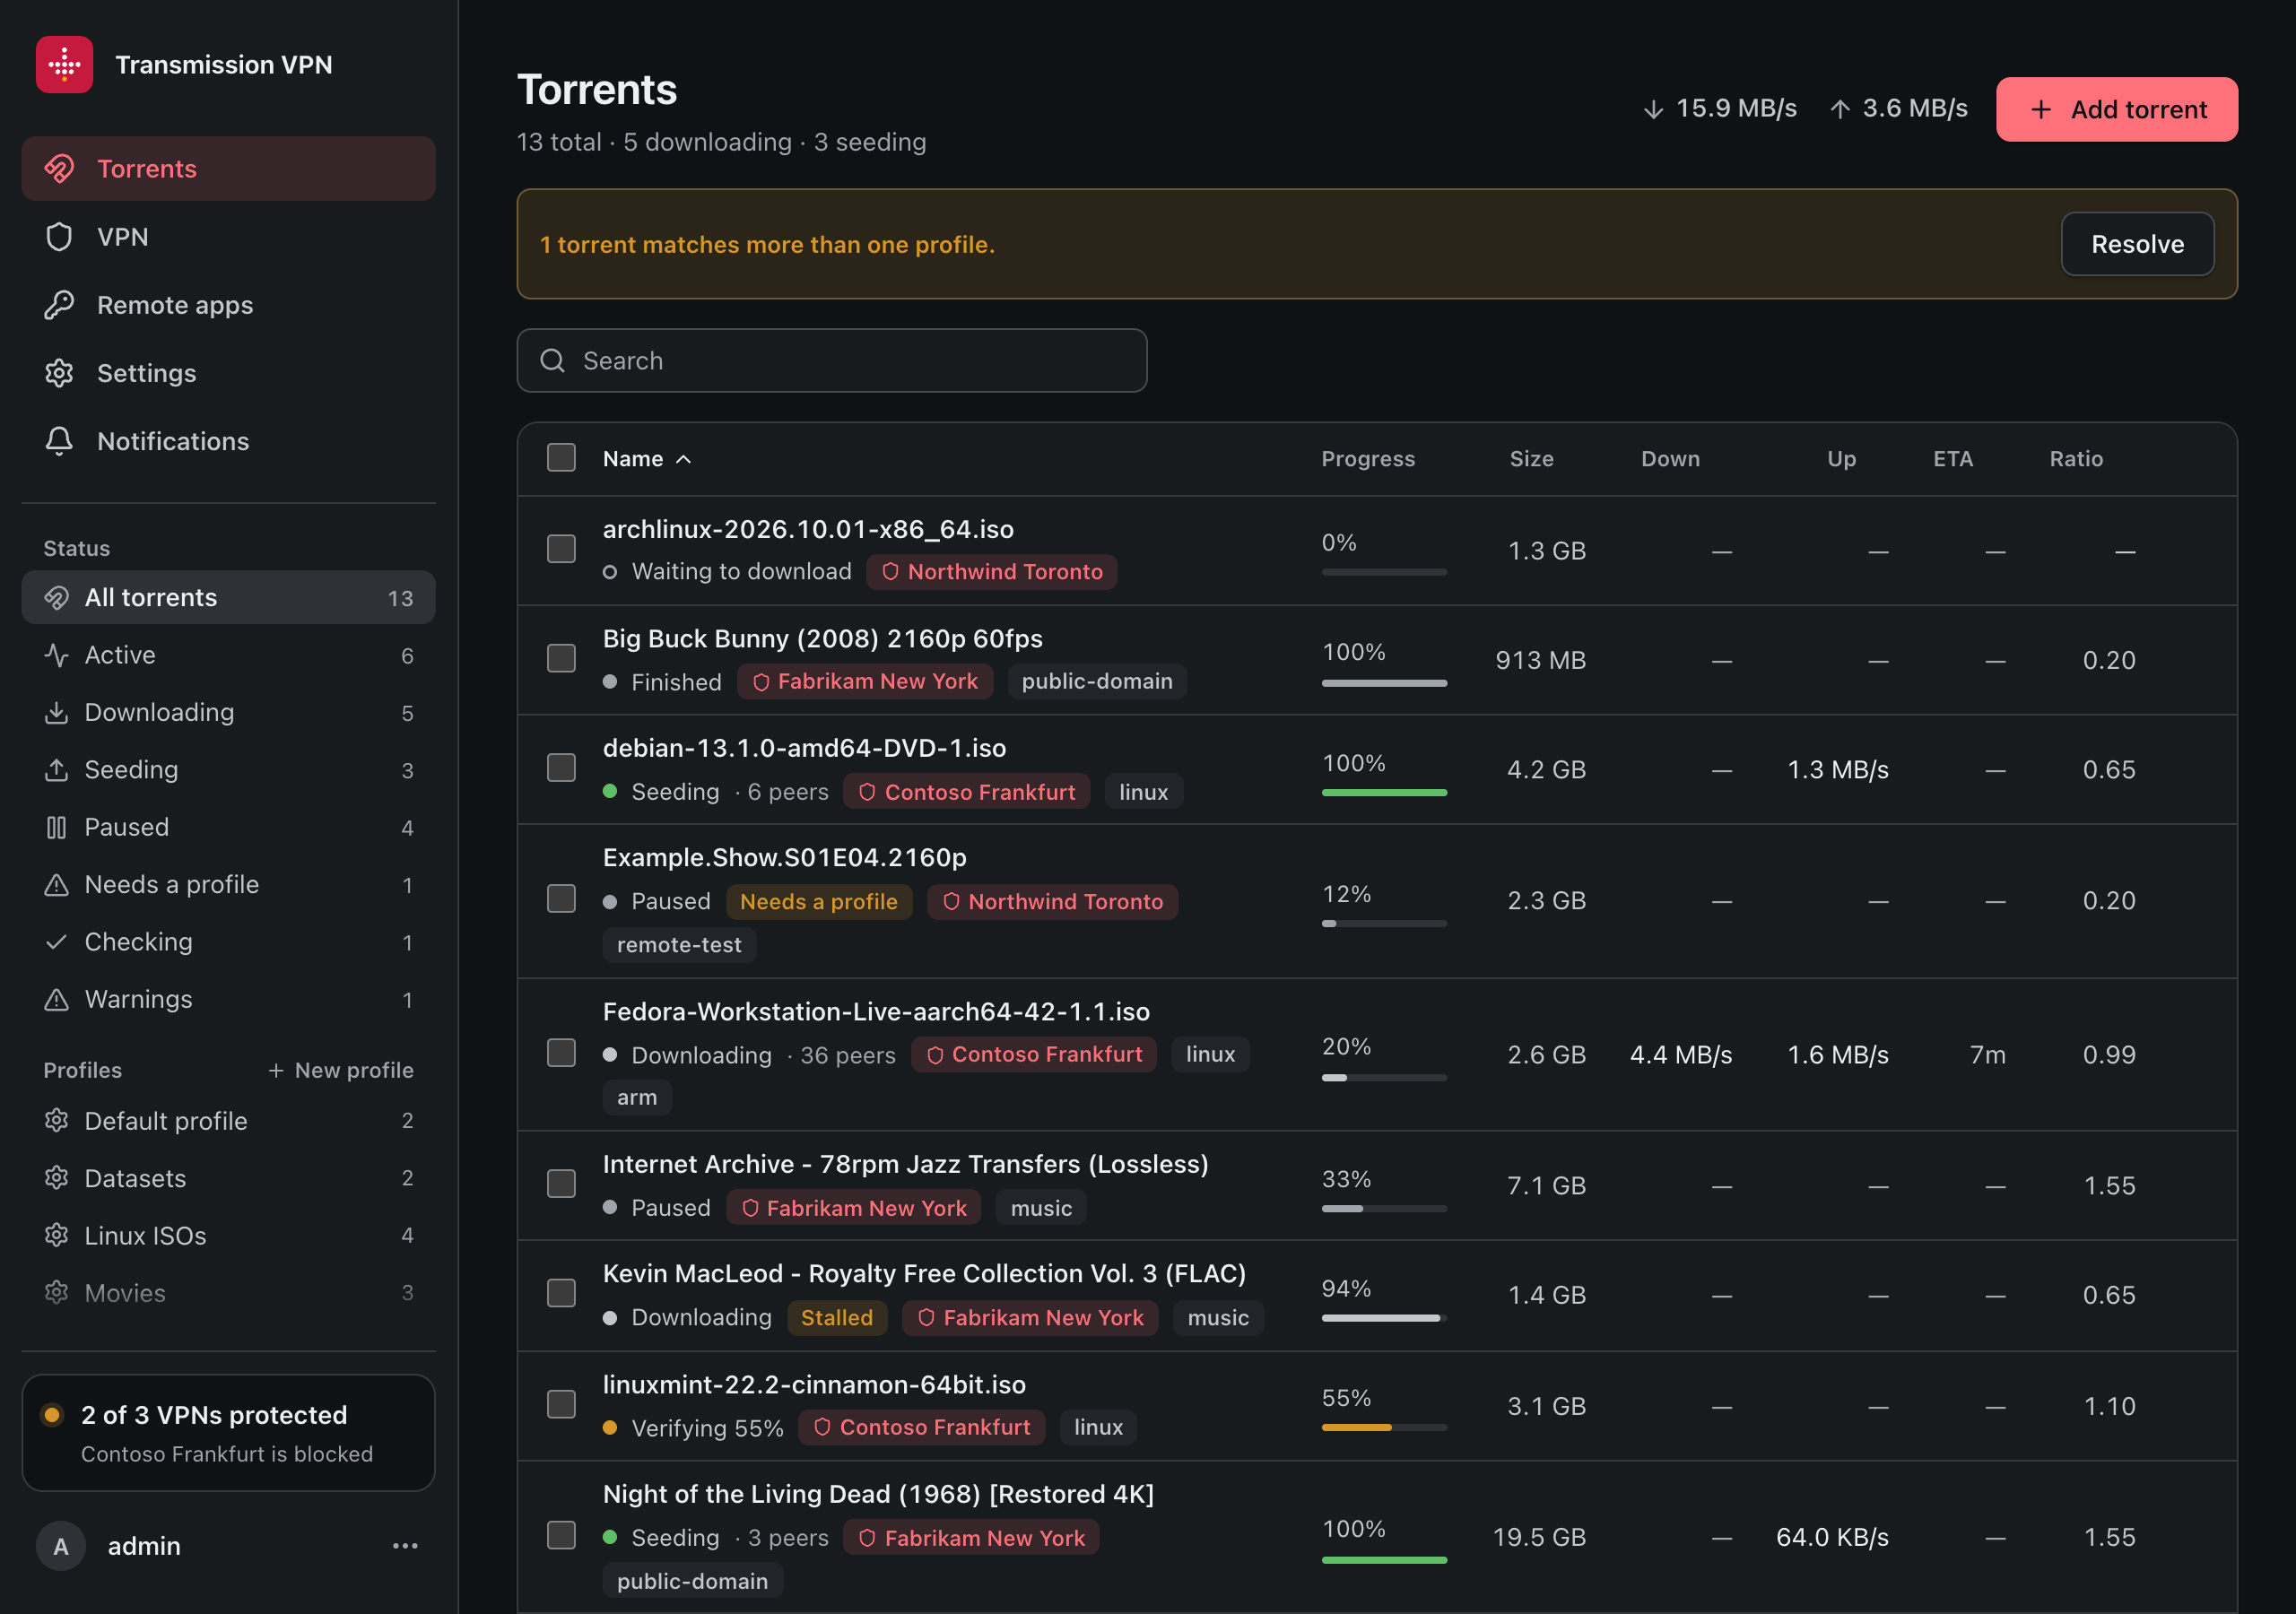 Transmission VPN
Torrents
VPN
Remote apps
Settings
Notifications
Status
All torrents 13
Active 6
Downloading 5
Seeding 3
Paused 4
Needs a profile 1
Checking 1
Warnings 1
Profiles + New profile
Default profile 2
Datasets 2
Linux ISOs 4
Movies 3
2 of 3 VPNs protected
Contoso Frankfurt is blocked
A admin
Torrents
13 total · 5 downloading · 3 seeding
↓ 15.9 MB/s ↑ 3.6 MB/s + Add torrent
1 torrent matches more than one profile. Resolve
Search
Name Progress Size Down Up ETA Ratio
archlinux-2026.10.01-x86_64.iso
Waiting to download Northwind Toronto
0% 1.3 GB — — — —
Big Buck Bunny (2008) 2160p 60fps
Finished Fabrikam New York public-domain
100% 913 MB — — — 0.20
debian-13.1.0-amd64-DVD-1.iso
Seeding · 6 peers Contoso Frankfurt linux
100% 4.2 GB — 1.3 MB/s — 0.65
Example.Show.S01E04.2160p
Paused Needs a profile Northwind Toronto
remote-test
12% 2.3 GB — — — 0.20
Fedora-Workstation-Live-aarch64-42-1.1.iso
Downloading · 36 peers Contoso Frankfurt linux
arm
20% 2.6 GB 4.4 MB/s 1.6 MB/s 7m 0.99
Internet Archive - 78rpm Jazz Transfers (Lossless)
Paused Fabrikam New York music
33% 7.1 GB — — — 1.55
Kevin MacLeod - Royalty Free Collection Vol. 3 (FLAC)
Downloading Stalled Fabrikam New York music
94% 1.4 GB — — — 0.65
linuxmint-22.2-cinnamon-64bit.iso
Verifying 55% Contoso Frankfurt linux
55% 3.1 GB — — — 1.10
Night of the Living Dead (1968) [Restored 4K]
Seeding · 3 peers Fabrikam New York
public-domain
100% 19.5 GB — 64.0 KB/s — 1.55